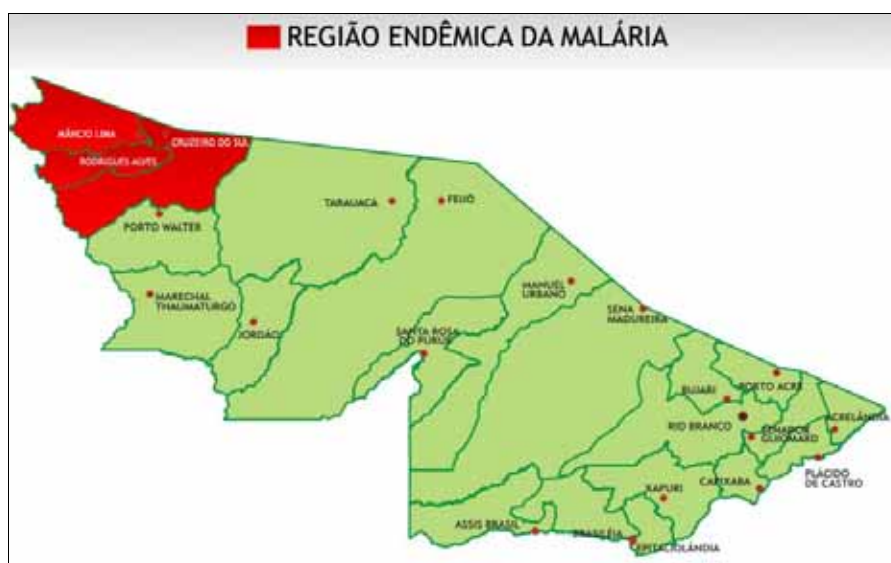 REGIÃO ENDÊMICA DA MALÁRIA
MÂNCIO LIMA
CRUZEIRO DO SUL
RODRIGUES ALVES
TARAUACA
FEIJÓ
PORTO WALTER
MARECHAL
THAUMATURGO
JORDÃO
MANUEL
URBANO
SENA
MADUREIRA
SANTA ROSA
DO PURUS
BUJARI
PORTO ACRE
RIO BRANCO
ACRELÂNDIA
SENADOR
GUIOMARD
PLÁCIDO
DE CASTRO
CAPIXABA
XAPURI
ASSIS BRASIL
BRASILÉIA
EPITACIOLÂNDIA